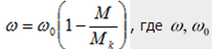 ω = ω₀(1 − M/Mₖ), где ω, ω₀